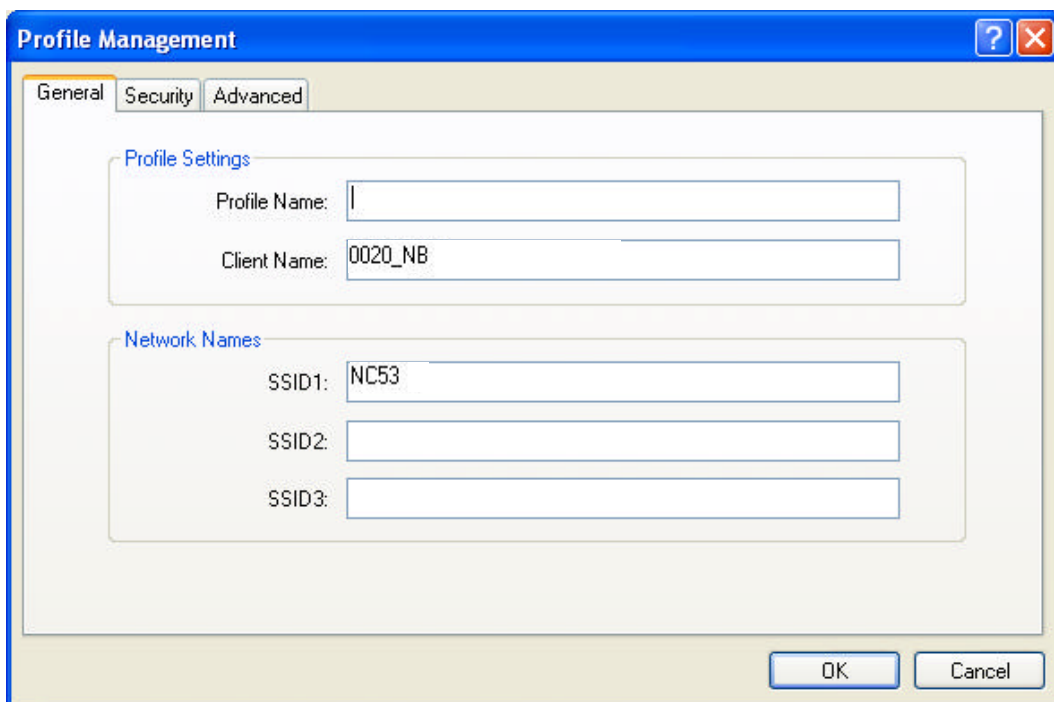 Profile Management
General Security Advanced
Profile Settings
Profile Name:
Client Name: 0020_NB
Network Names
SSID1: NC53
SSID2:
SSID3:
OK Cancel